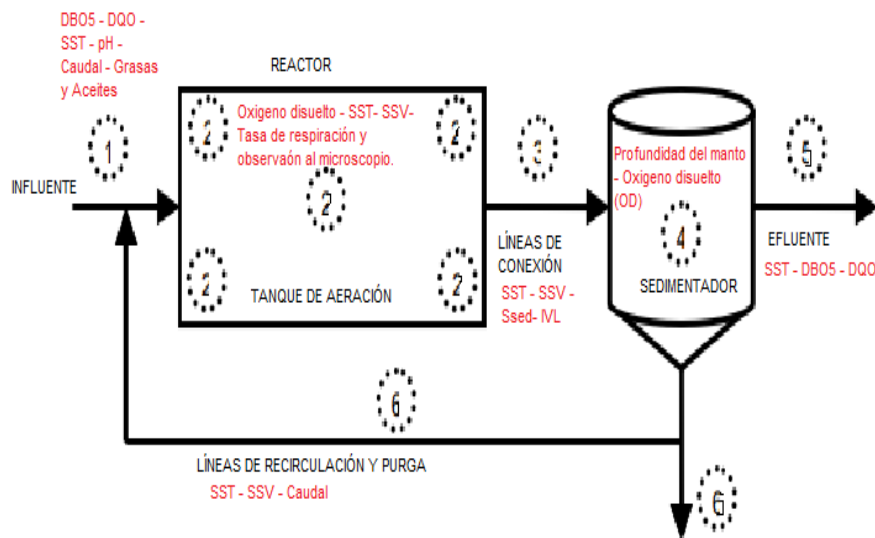 DBO5 - DQO -
SST - pH -
Caudal - Grasas
y Aceites
REACTOR
1
INFLUENTE
2
2
Oxigeno disuelto - SST- SSV-
Tasa de respiración y
observaón al microscopio.
2
2
2
TANQUE DE AERACIÓN
3
LÍNEAS DE
CONEXIÓN
SST - SSV -
Ssed- IVL
Profundidad del manto
- Oxigeno disuelto
(OD)
4
SEDIMENTADOR
5
EFLUENTE
SST - DBO5 - DQO
6
LÍNEAS DE RECIRCULACIÓN Y PURGA
SST - SSV - Caudal
6